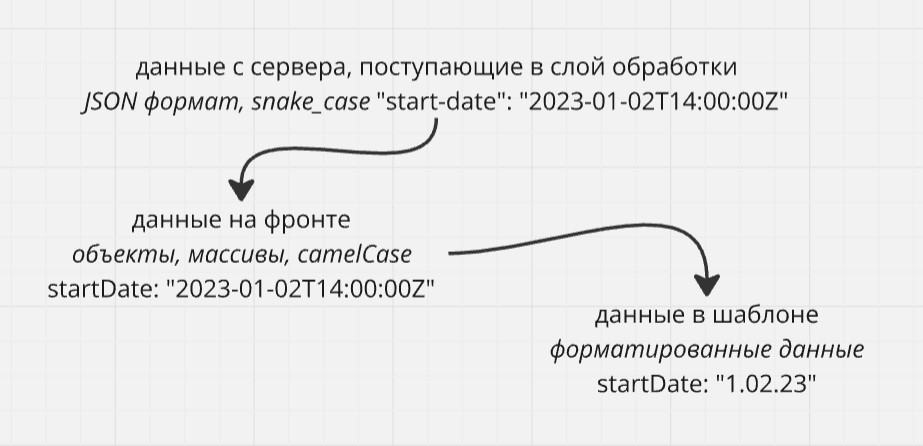 данные с сервера, поступающие в слой обработки
JSON формат, snake_case "start-date": "2023-01-02T14:00:00Z"
данные на фронте
объекты, массивы, camelCase
startDate: "2023-01-02T14:00:00Z"
данные в шаблоне
форматированные данные
startDate: "1.02.23"